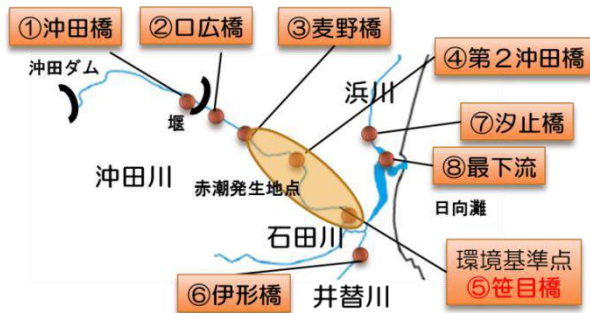 ①沖田橋
②口広橋
③麦野橋
沖田ダム
④第２沖田橋
浜川
堰
⑦汐止橋
沖田川
赤潮発生地点
⑧最下流
日向灘
石田川
環境基準点
⑤笹目橋
⑥伊形橋
井替川